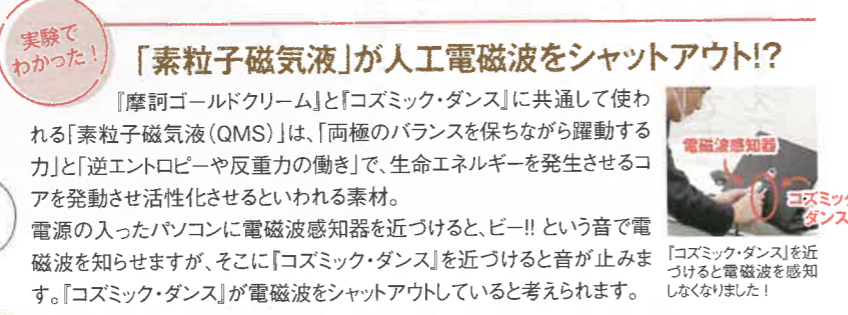 実験で
わかった！
「素粒子磁気液」が人工電磁波をシャットアウト!?
『摩訶ゴールドクリーム』と『コズミック・ダンス』に共通して使わ
れる「素粒子磁気液（QMS）」は、「両極のバランスを保ちながら躍動する
力」と「逆エントロピーや反重力の働き」で、生命エネルギーを発生させるコ
アを発動させ活性化させるといわれる素材。
電源の入ったパソコンに電磁波感知器を近づけると、ビー!! という音で電
磁波を知らせますが、そこに『コズミック・ダンス』を近づけると音が止みま
す。『コズミック・ダンス』が電磁波をシャットアウトしていると考えられます。
電磁波感知器
コズミック
ダンス
『コズミック・ダンス』を近
づけると電磁波を感知
しなくなりました！